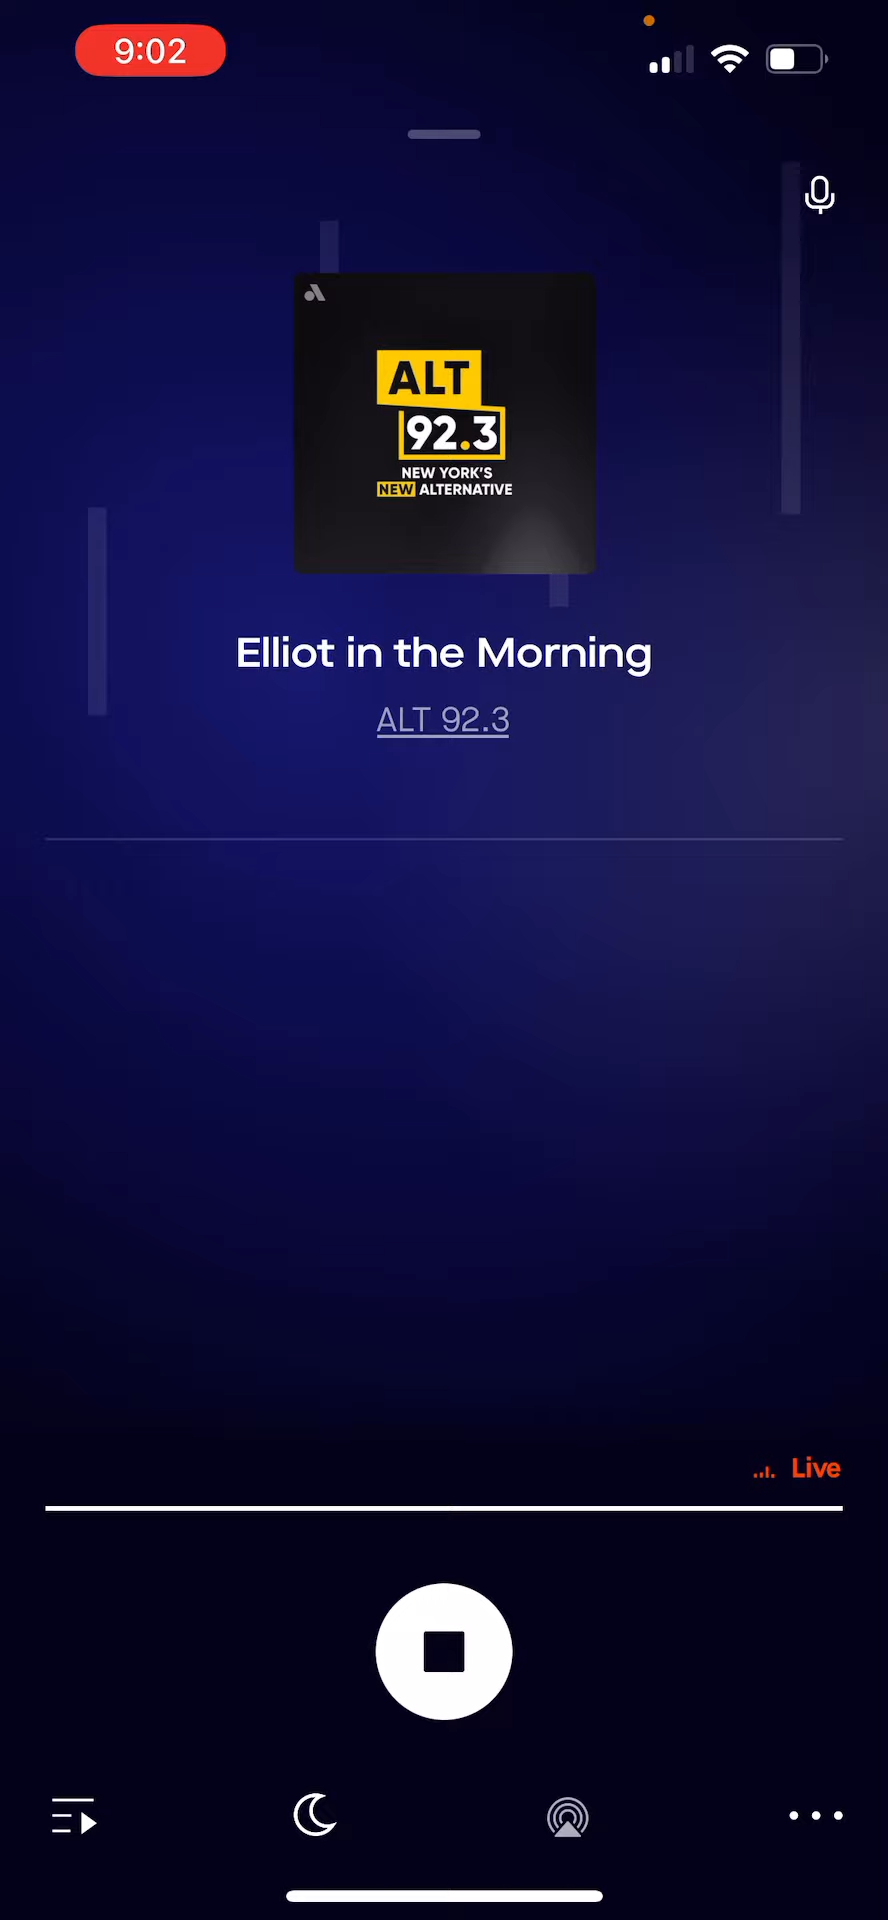 9:02
ALT
92.3
NEW YORK'S
NEW ALTERNATIVE
Elliot in the Morning
ALT 92.3
Live